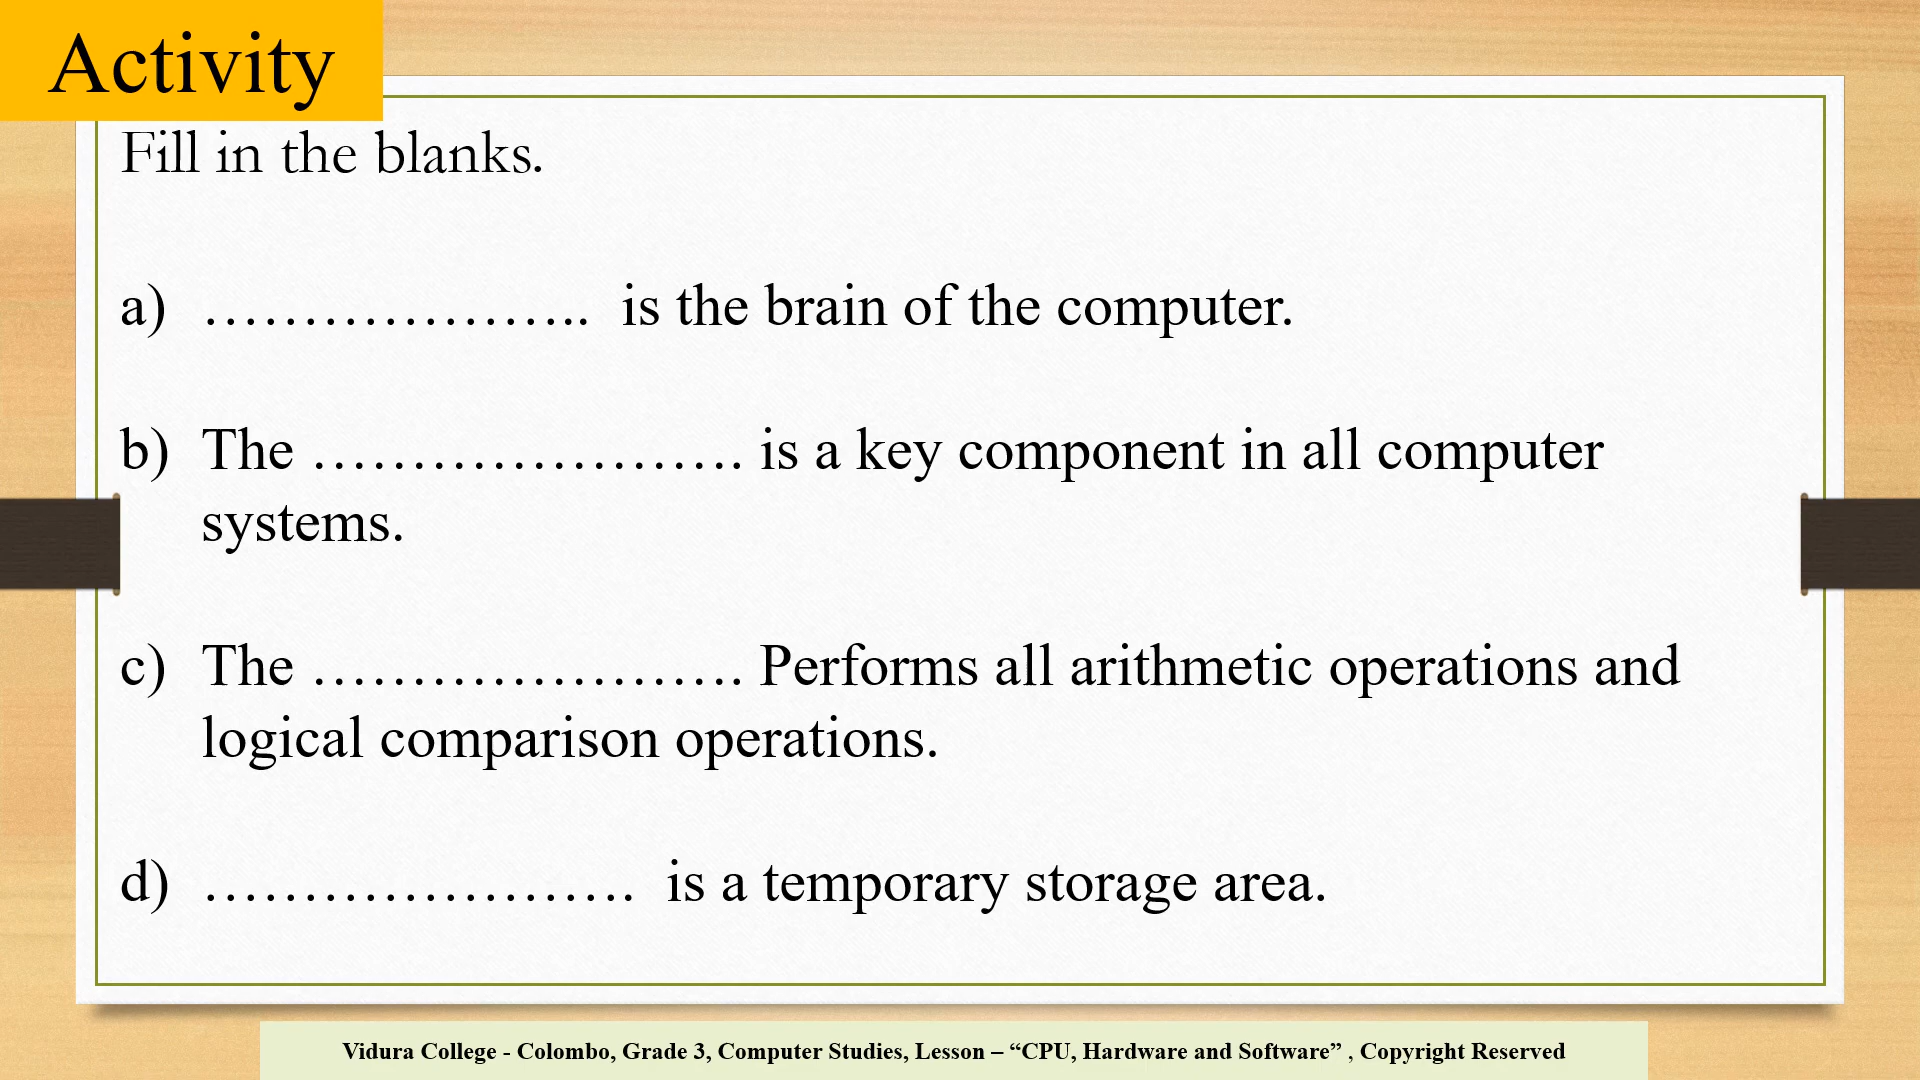 Activity
Fill in the blanks.
a) ………………….. is the brain of the computer.
b) The …………………. is a key component in all computer
systems.
c) The …………………. Performs all arithmetic operations and
logical comparison operations.
d) …………………. is a temporary storage area.
Vidura College - Colombo, Grade 3, Computer Studies, Lesson – “CPU, Hardware and Software” , Copyright Reserved